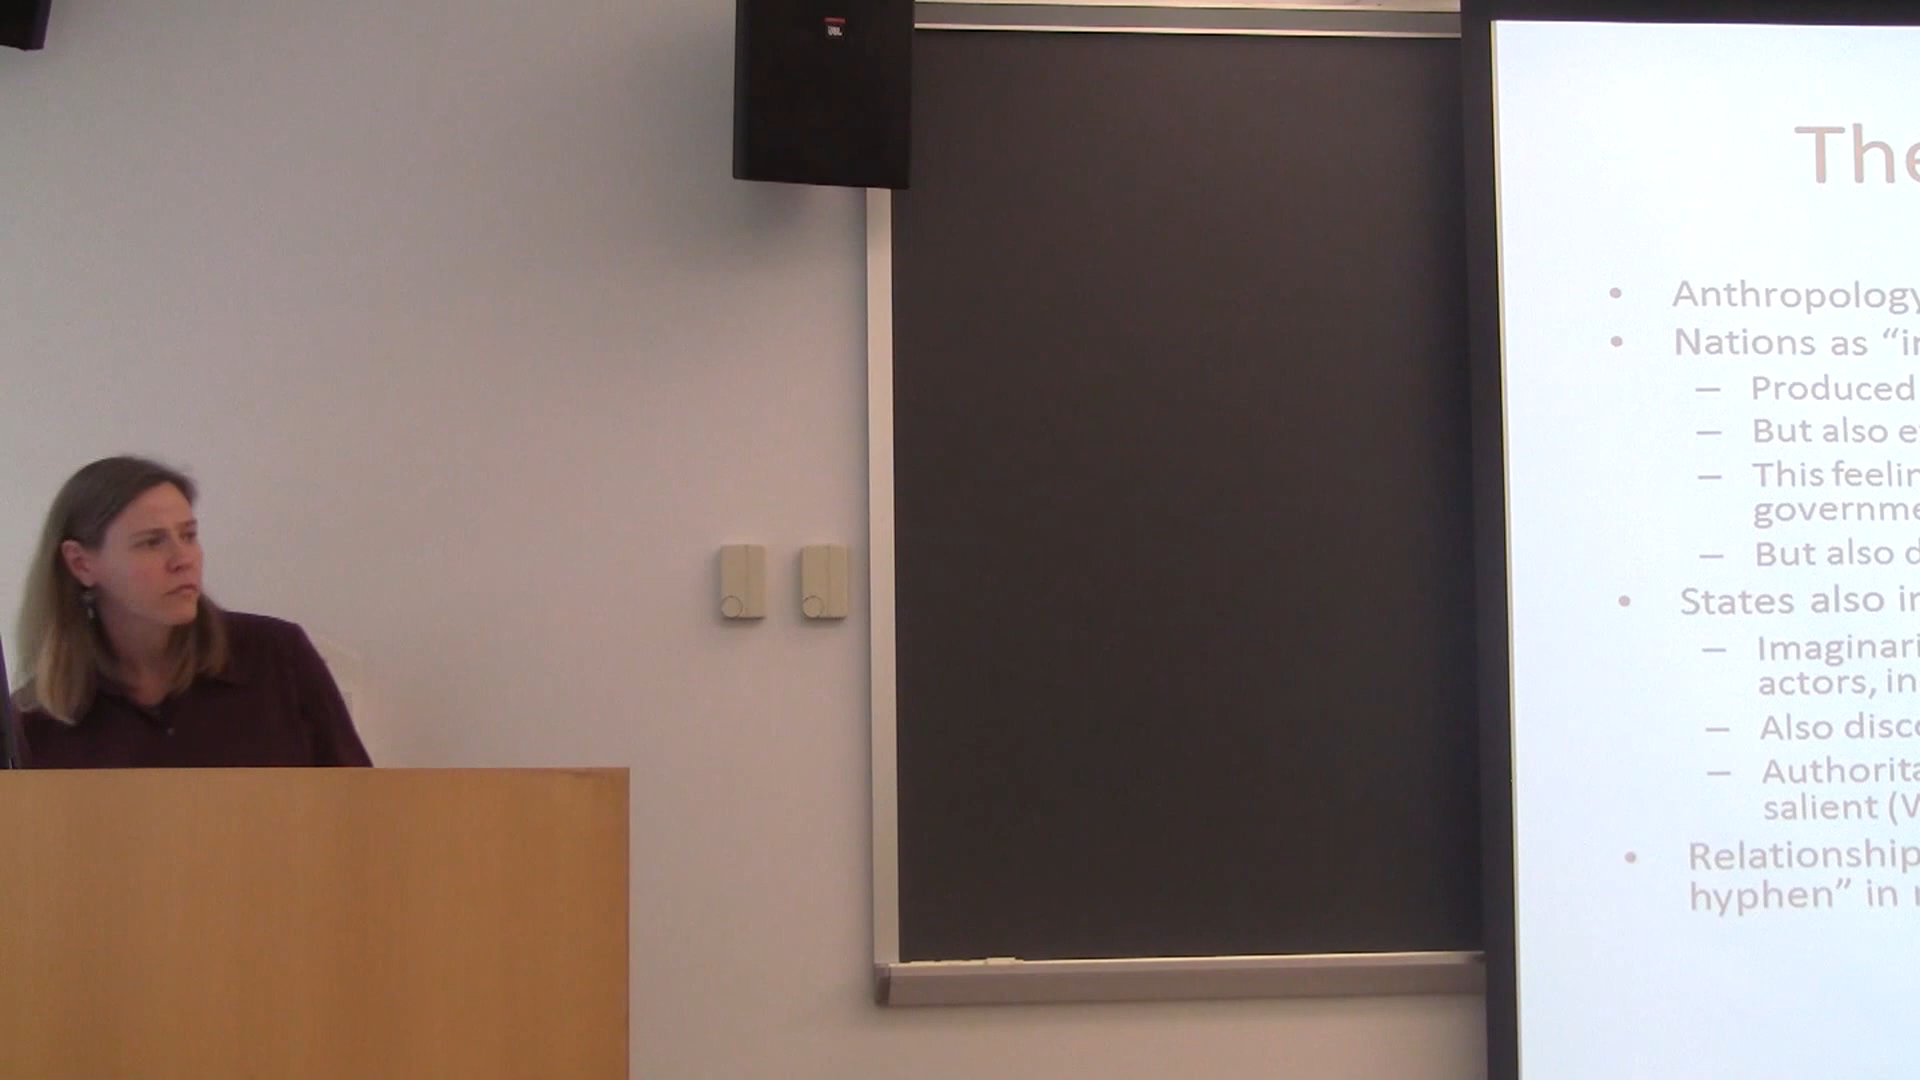 JBL
The
• Anthropology
• Nations as “i
– Produced
– But also e
– This feelin
governme
– But also d
• States also i
– Imaginari
actors, in
– Also disco
– Authorita
salient (V
• Relationship
hyphen” in